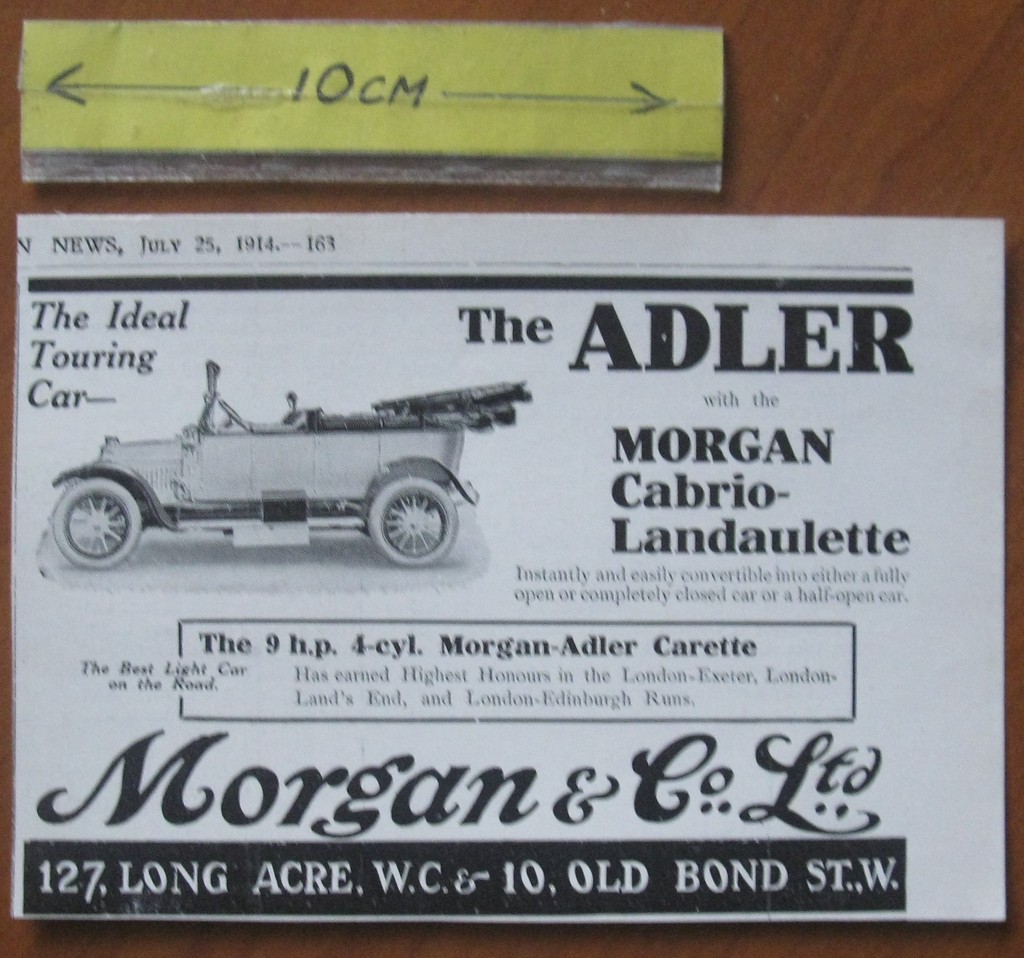 10CM
N NEWS, JULY 25, 1914.—163
The Ideal
Touring
Car—
The ADLER
with the
MORGAN
Cabrio-
Landaulette
Instantly and easily convertible into either a fully
open or completely closed car or a half-open car.
The 9 h.p. 4-cyl. Morgan-Adler Carette
The Best Light Car
on the Road.
Has earned Highest Honours in the London-Exeter, London-
Land's End, and London-Edinburgh Runs.
Morgan & Co. Ltd
127, LONG ACRE, W.C. & 10, OLD BOND ST., W.